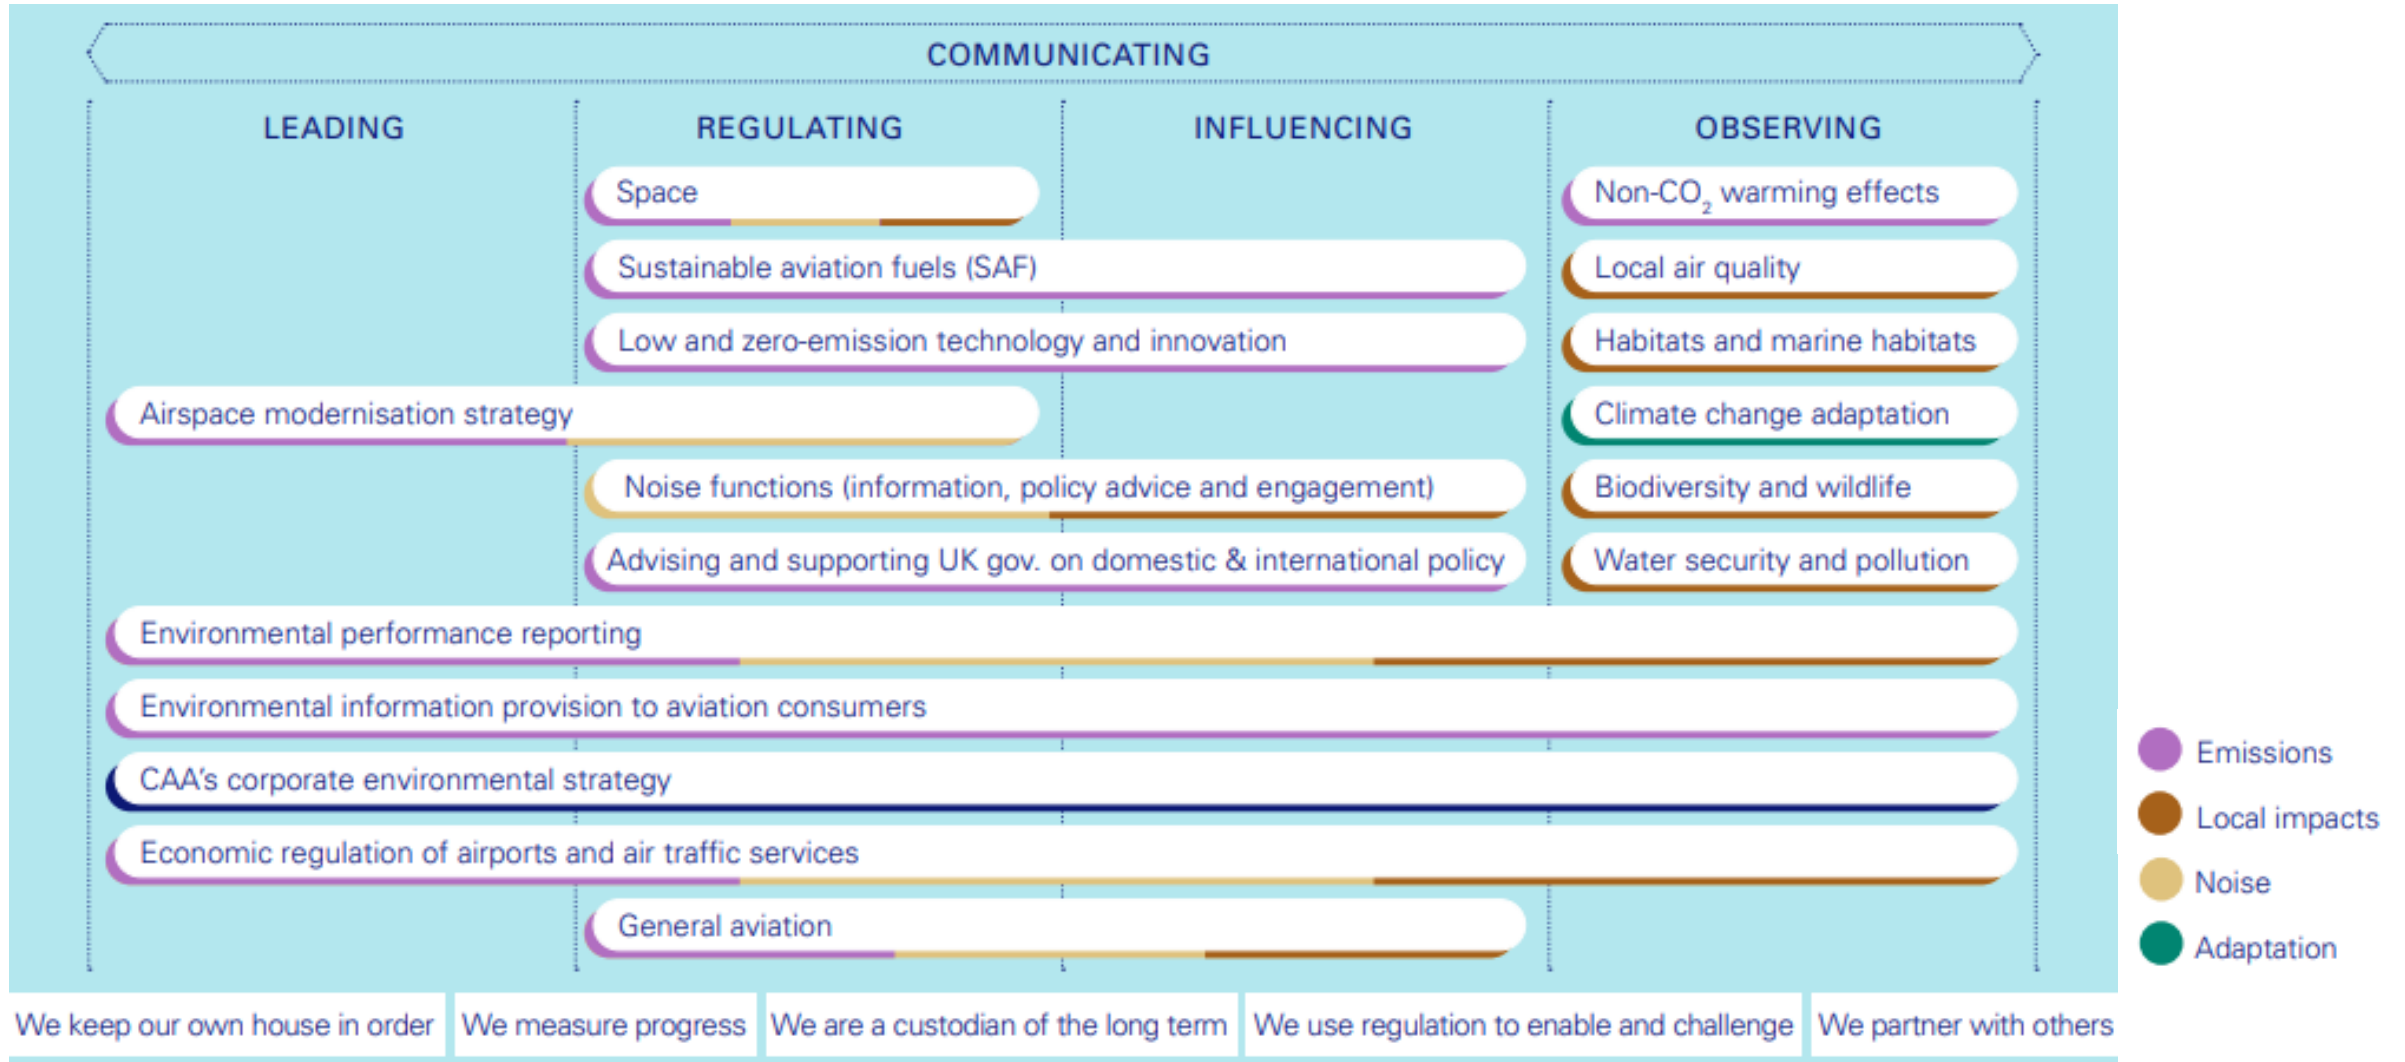 COMMUNICATING
LEADING
REGULATING
INFLUENCING
OBSERVING
Space
Non-CO₂ warming effects
Sustainable aviation fuels (SAF)
Local air quality
Low and zero-emission technology and innovation
Habitats and marine habitats
Airspace modernisation strategy
Climate change adaptation
Noise functions (information, policy advice and engagement)
Biodiversity and wildlife
Advising and supporting UK gov. on domestic & international policy
Water security and pollution
Environmental performance reporting
Environmental information provision to aviation consumers
CAA’s corporate environmental strategy
Economic regulation of airports and air traffic services
General aviation
Emissions
Local impacts
Noise
Adaptation
We keep our own house in order
We measure progress
We are a custodian of the long term
We use regulation to enable and challenge
We partner with others